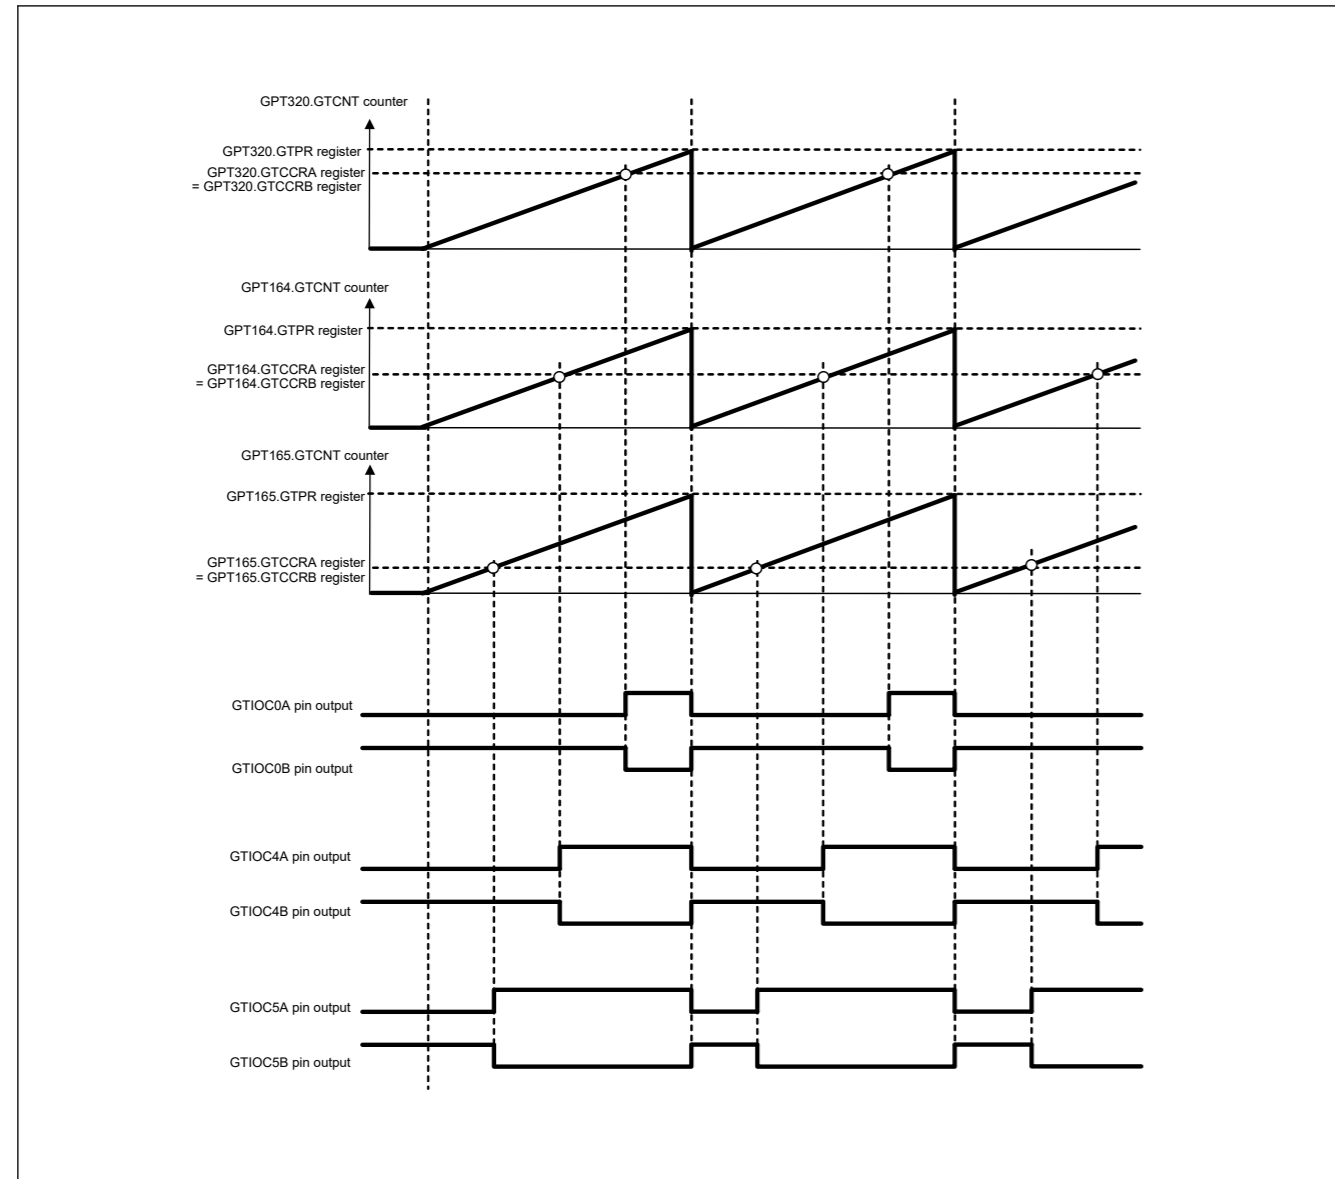 GPT320.GTCNT counter
GPT320.GTPR register
GPT320.GTCCRA register
= GPT320.GTCCRB register
GPT164.GTCNT counter
GPT164.GTPR register
GPT164.GTCCRA register
= GPT164.GTCCRB register
GPT165.GTCNT counter
GPT165.GTPR register
GPT165.GTCCRA register
= GPT165.GTCCRB register
GTIOC0A pin output
GTIOC0B pin output
GTIOC4A pin output
GTIOC4B pin output
GTIOC5A pin output
GTIOC5B pin output